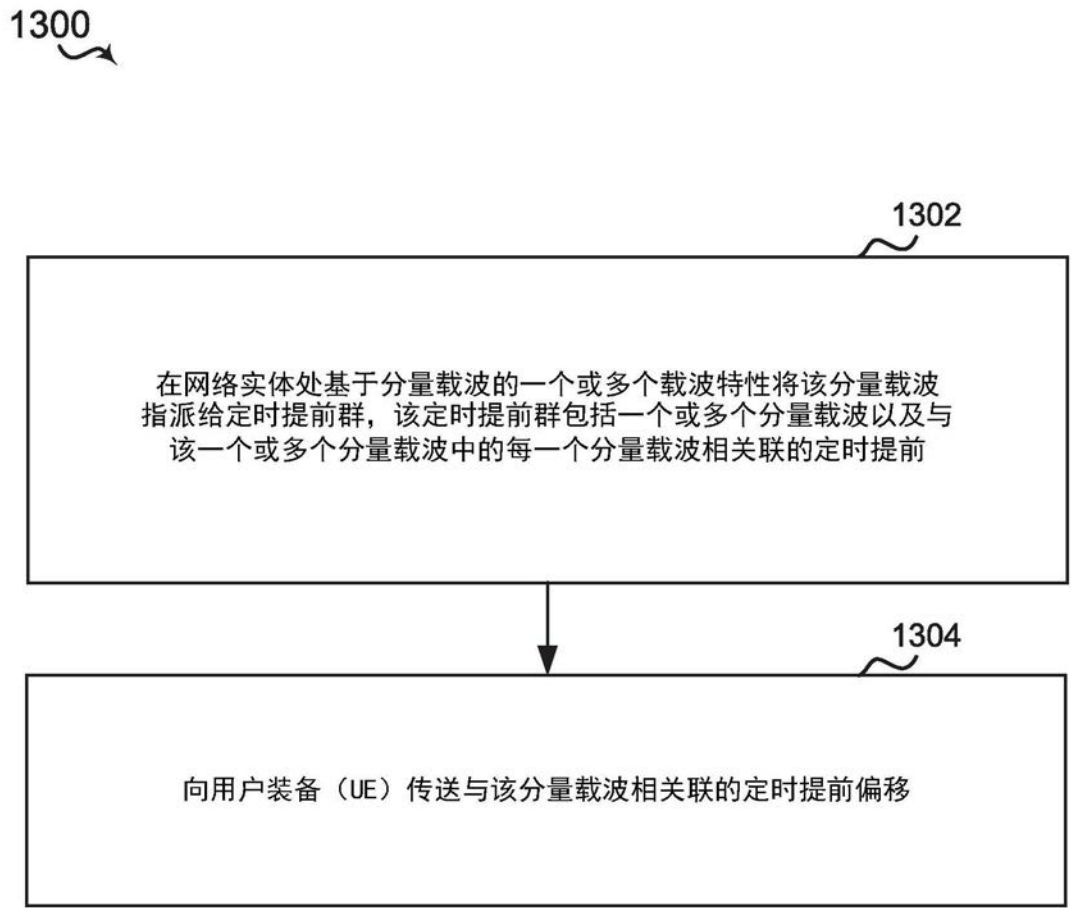 1300
1302
在网络实体处基于分量载波的一个或多个载波特性将该分量载波
指派给定时提前群，该定时提前群包括一个或多个分量载波以及与
该一个或多个分量载波中的每一个分量载波相关联的定时提前
1304
向用户装备（UE）传送与该分量载波相关联的定时提前偏移